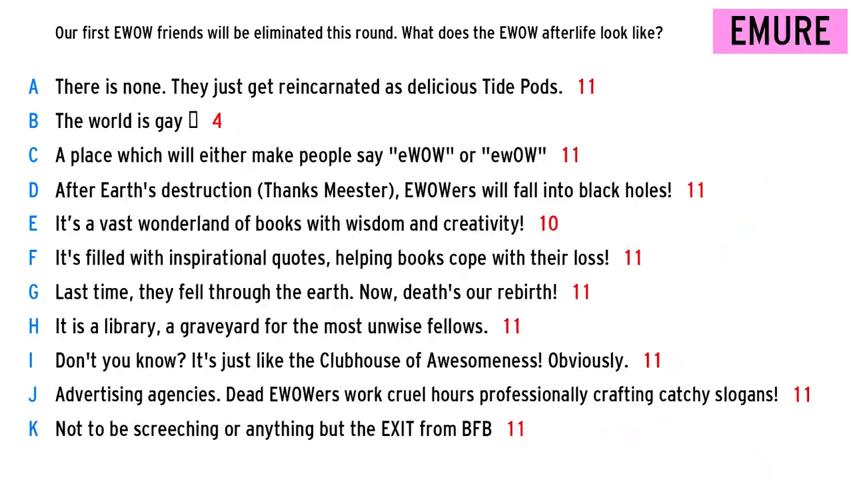 Our first EWOW friends will be eliminated this round. What does the EWOW afterlife look like?
EMURE
A There is none. They just get reincarnated as delicious Tide Pods. 11
B The world is gay ▯ 4
C A place which will either make people say "eWOW" or "ewOW" 11
D After Earth's destruction (Thanks Meester), EWOWers will fall into black holes! 11
E It’s a vast wonderland of books with wisdom and creativity! 10
F It's filled with inspirational quotes, helping books cope with their loss! 11
G Last time, they fell through the earth. Now, death's our rebirth! 11
H It is a library, a graveyard for the most unwise fellows. 11
I Don't you know? It's just like the Clubhouse of Awesomeness! Obviously. 11
J Advertising agencies. Dead EWOWers work cruel hours professionally crafting catchy slogans! 11
K Not to be screeching or anything but the EXIT from BFB 11